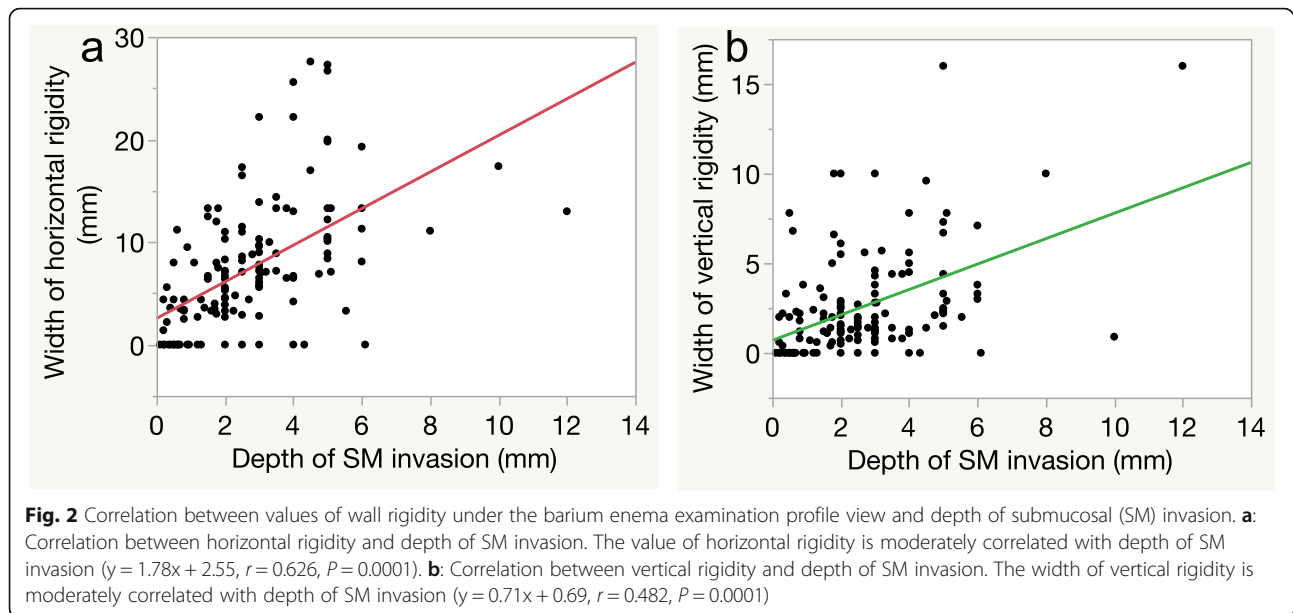 a
30
20
10
0
Width of horizontal rigidity
(mm)
0 2 4 6 8 10 12 14
Depth of SM invasion (mm)
b
15
10
5
0
Width of vertical rigidity (mm)
0 2 4 6 8 10 12 14
Depth of SM invasion (mm)
Fig. 2 Correlation between values of wall rigidity under the barium enema examination profile view and depth of submucosal (SM) invasion. a:
Correlation between horizontal rigidity and depth of SM invasion. The value of horizontal rigidity is moderately correlated with depth of SM
invasion (y = 1.78x + 2.55, r = 0.626, P = 0.0001). b: Correlation between vertical rigidity and depth of SM invasion. The width of vertical rigidity is
moderately correlated with depth of SM invasion (y = 0.71x + 0.69, r = 0.482, P = 0.0001)